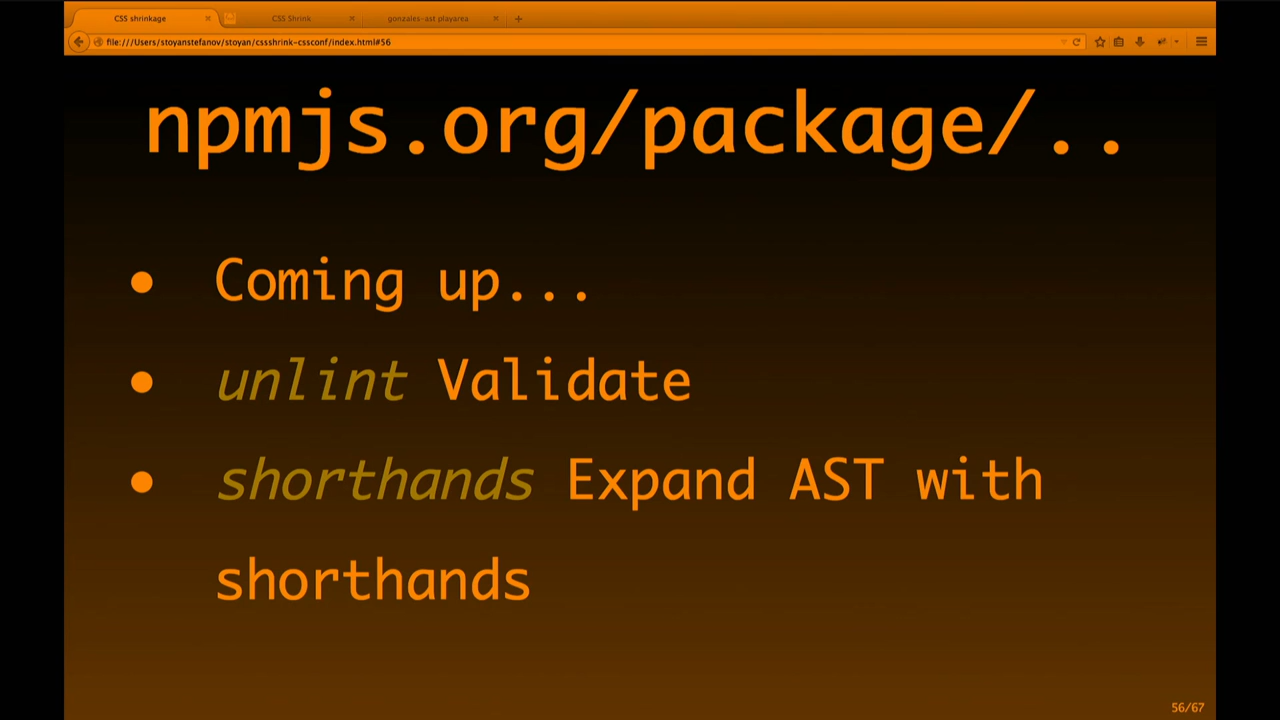 CSS shrinkage
CSS Shrink
gonzales-ast playarea
file:///Users/stoyanstefanov/stoyan/cssshrink-cssconf/index.html#56
npmjs.org/package/..
Coming up...
unlint Validate
shorthands Expand AST with
shorthands
56/67